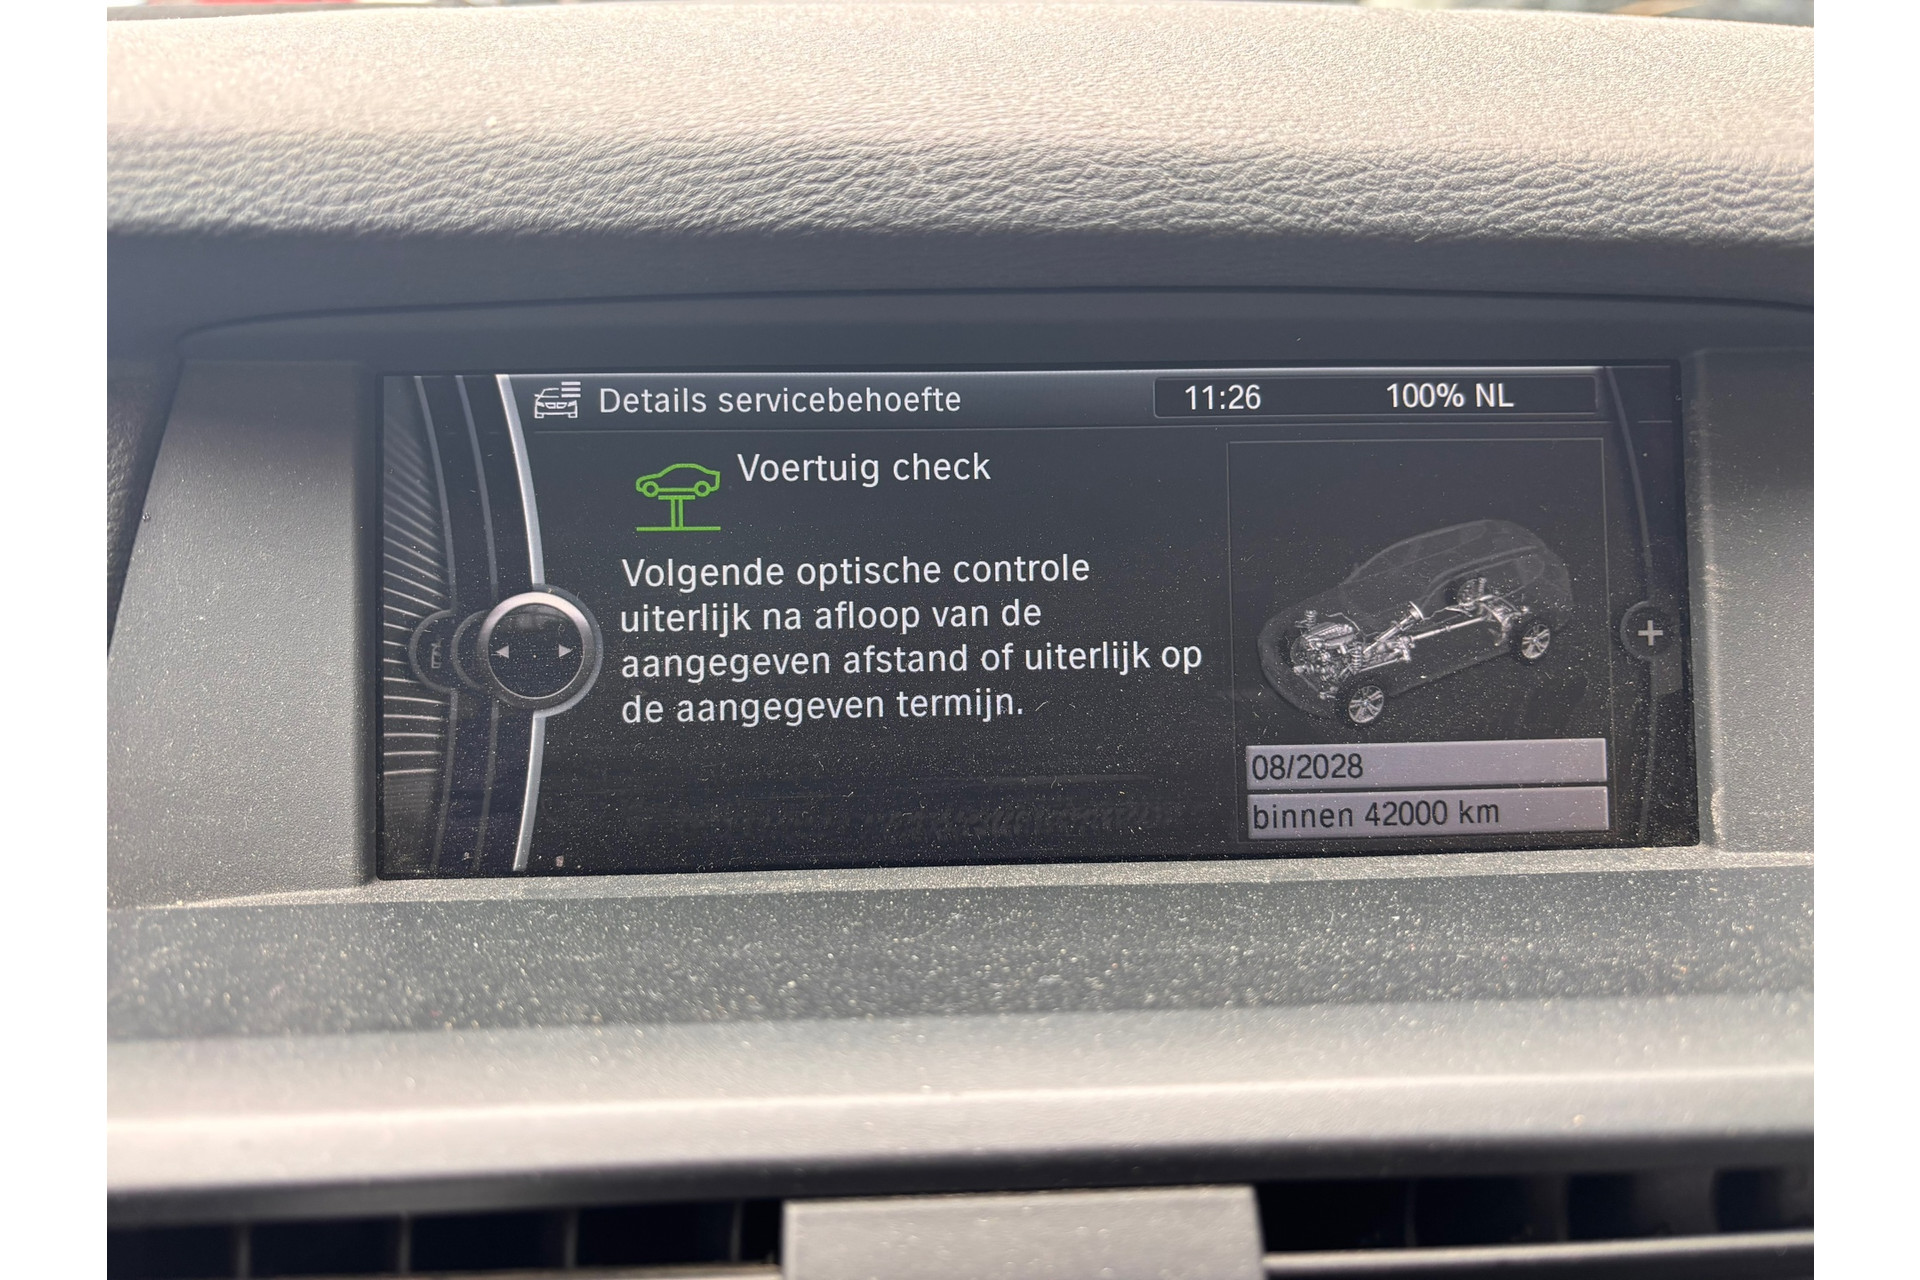 Details servicebehoefte
11:26
100% NL
Voertuig check
Volgende optische controle
uiterlijk na afloop van de
aangegeven afstand of uiterlijk op
de aangegeven termijn.
+
08/2028
binnen 42000 km